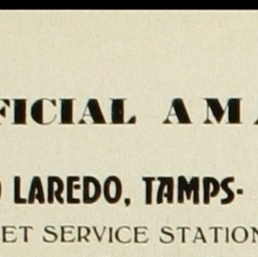 FICIAL AMA
LAREDO, TAMPS-
ET SERVICE STATION